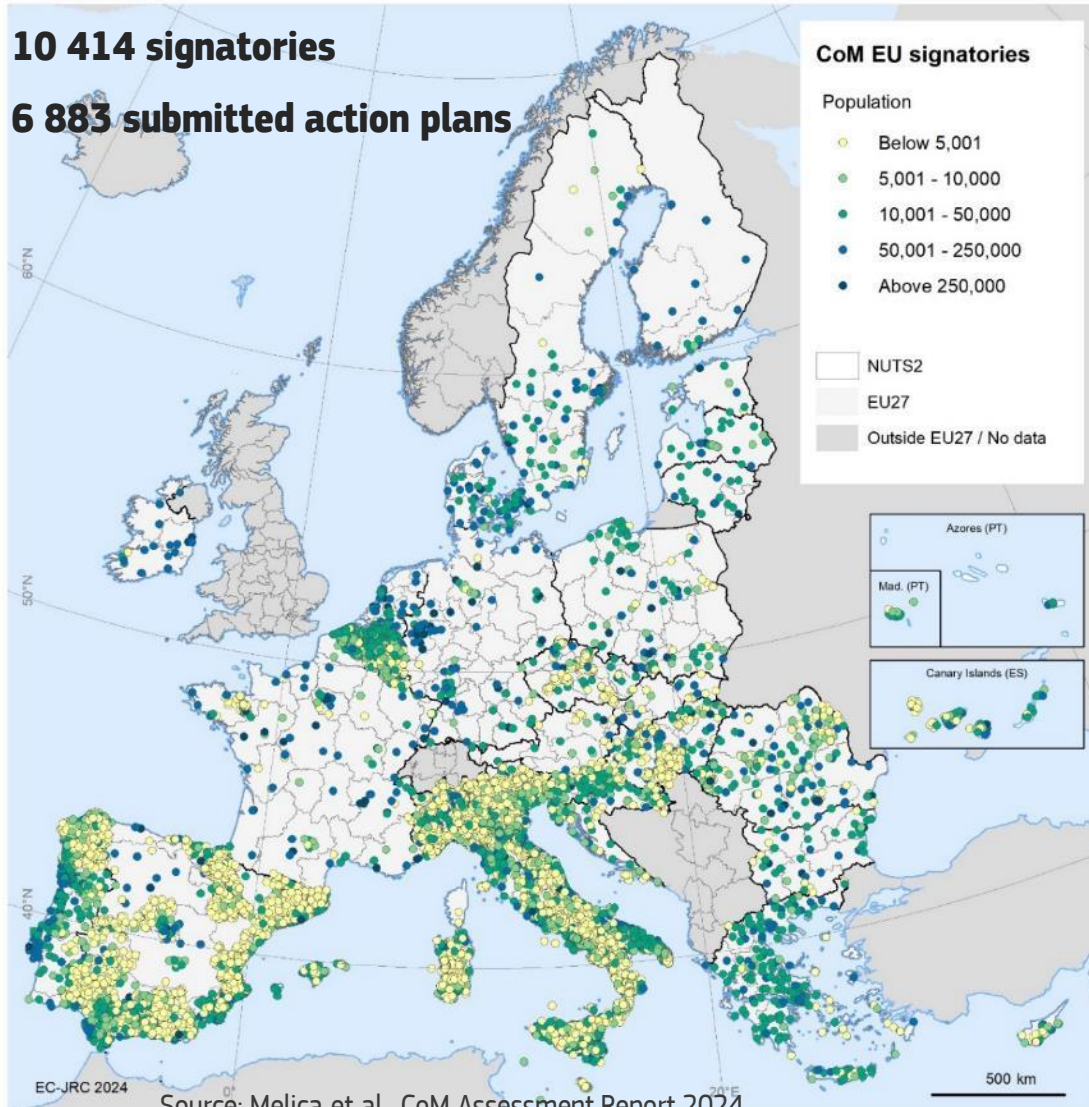 10 414 signatories
6 883 submitted action plans
CoM EU signatories
Population
Below 5,001
5,001 - 10,000
10,001 - 50,000
50,001 - 250,000
Above 250,000
NUTS2
EU27
Outside EU27 / No data
60°N
50°N
40°N
Azores (PT)
Mad. (PT)
Canary Islands (ES)
EC-JRC 2024
0°
20°E
500 km
Source: Melica et al., CoM Assessment Report 2024